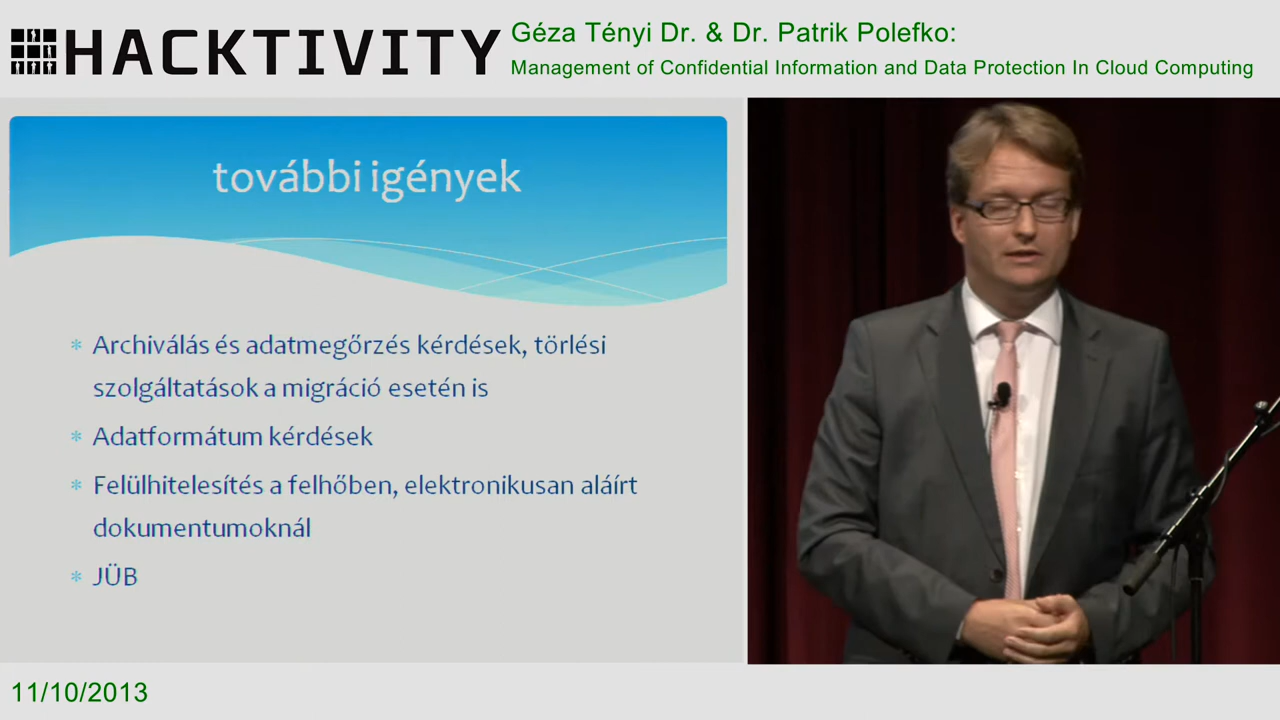 HACKTIVITY
Géza Tényi Dr. & Dr. Patrik Polefko:
Management of Confidential Information and Data Protection In Cloud Computing
további igények
* Archiválás és adatmegőrzés kérdések, törlési
szolgáltatások a migráció esetén is
* Adatformátum kérdések
* Felülhitelesítés a felhőben, elektronikusan aláírt
dokumentumoknál
* JÜB
11/10/2013